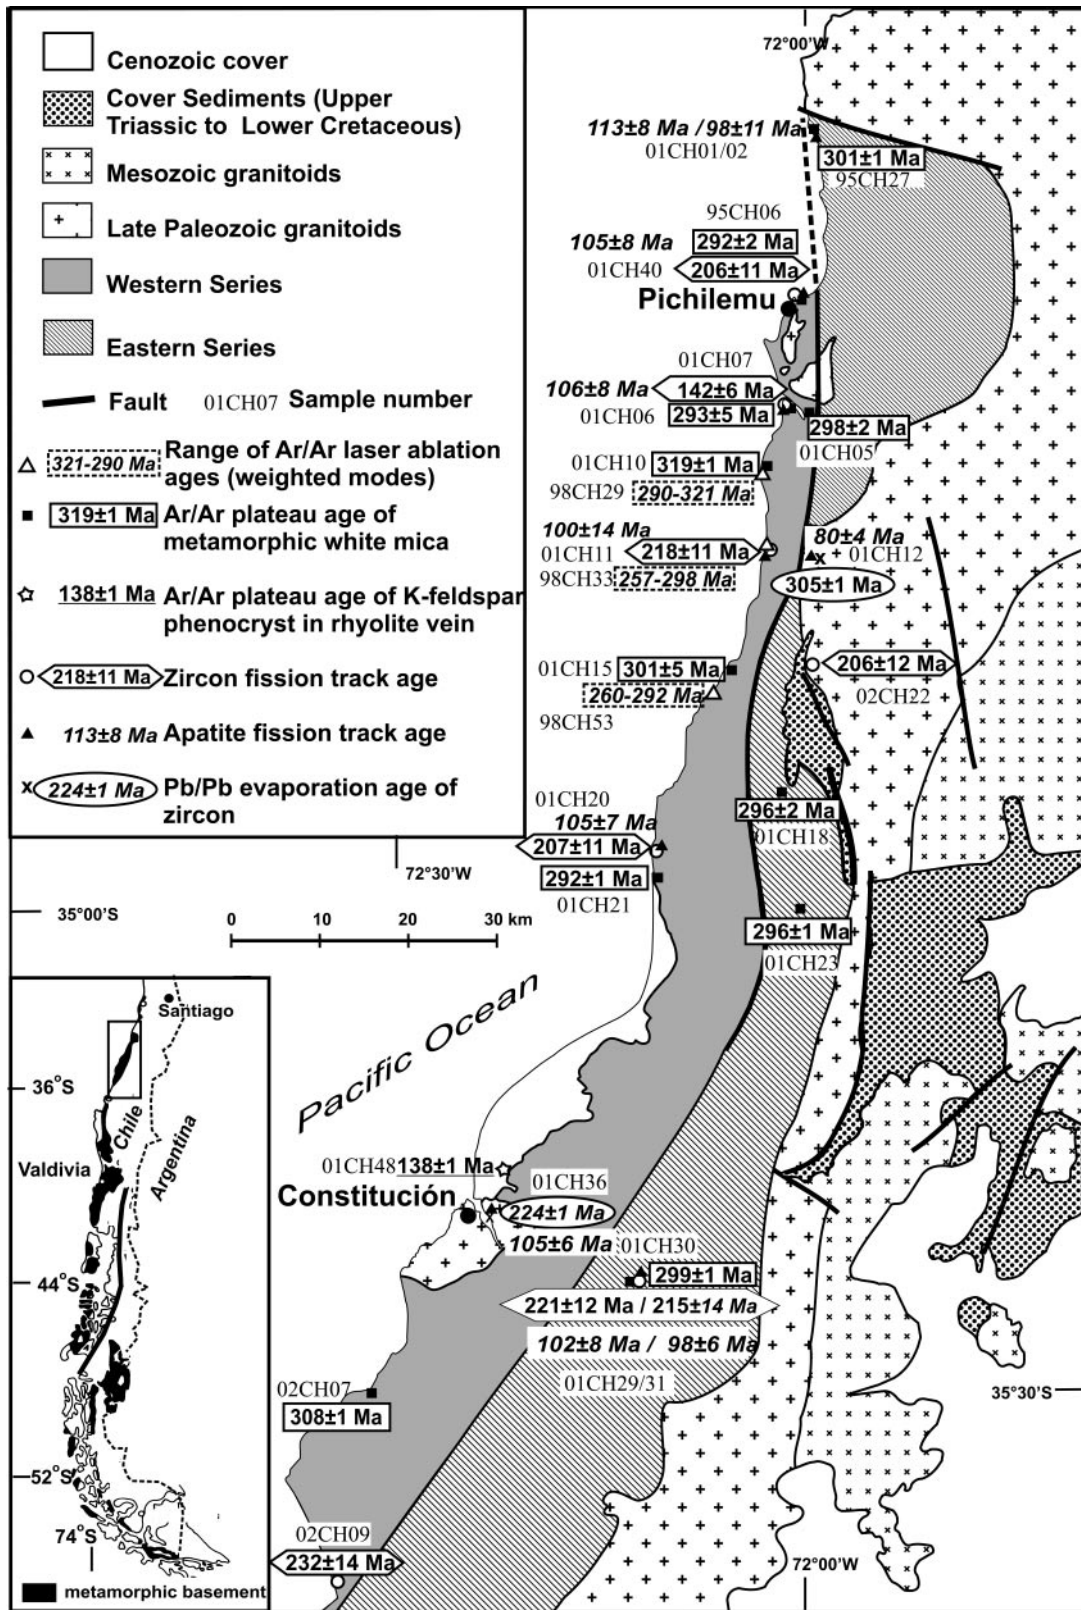 Cenozoic cover
Cover Sediments (Upper
Triassic to Lower Cretaceous)
Mesozoic granitoids
Late Paleozoic granitoids
Western Series
Eastern Series
Fault 01CH07 Sample number
321-290 Ma Range of Ar/Ar laser ablation
ages (weighted modes)
319±1 Ma Ar/Ar plateau age of
metamorphic white mica
138±1 Ma Ar/Ar plateau age of K-feldspar
phenocryst in rhyolite vein
218±11 Ma Zircon fission track age
113±8 Ma Apatite fission track age
x 224±1 Ma Pb/Pb evaporation age of
zircon
72°00'W
113±8 Ma / 98±11 Ma
01CH01/02
301±1 Ma
95CH27
95CH06
105±8 Ma 292±2 Ma
01CH40 206±11 Ma
Pichilemu
01CH07
106±8 Ma 142±6 Ma
01CH06 293±5 Ma
298±2 Ma
01CH05
01CH10 319±1 Ma
98CH29 290-321 Ma
100±14 Ma
01CH11 218±11 Ma
98CH33 257-298 Ma
80±4 Ma
x 01CH12
305±1 Ma
01CH15 301±5 Ma
260-292 Ma
98CH53
206±12 Ma
02CH22
296±2 Ma
01CH18
01CH20
105±7 Ma
207±11 Ma
292±1 Ma
01CH21
72°30'W
35°00'S
0 10 20 30 km
296±1 Ma
01CH23
Pacific Ocean
01CH48 138±1 Ma
Constitución
01CH36
224±1 Ma
105±6 Ma
01CH30
299±1 Ma
221±12 Ma / 215±14 Ma
102±8 Ma / 98±6 Ma
01CH29/31
02CH07
308±1 Ma
35°30'S
02CH09
232±14 Ma
72°00'W
Santiago
36°S
Chile
Argentina
Valdivia
44°S
52°S
74°S
metamorphic basement